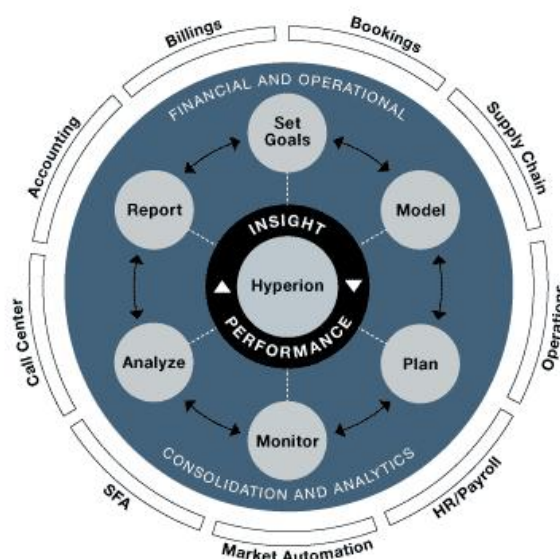 Billings
Bookings
Supply Chain
Operations
HR/Payroll
Market Automation
SFA
Call Center
Accounting
FINANCIAL AND OPERATIONAL
Set
Goals
Model
Plan
Monitor
Analyze
Report
INSIGHT
Hyperion
PERFORMANCE
CONSOLIDATION AND ANALYTICS